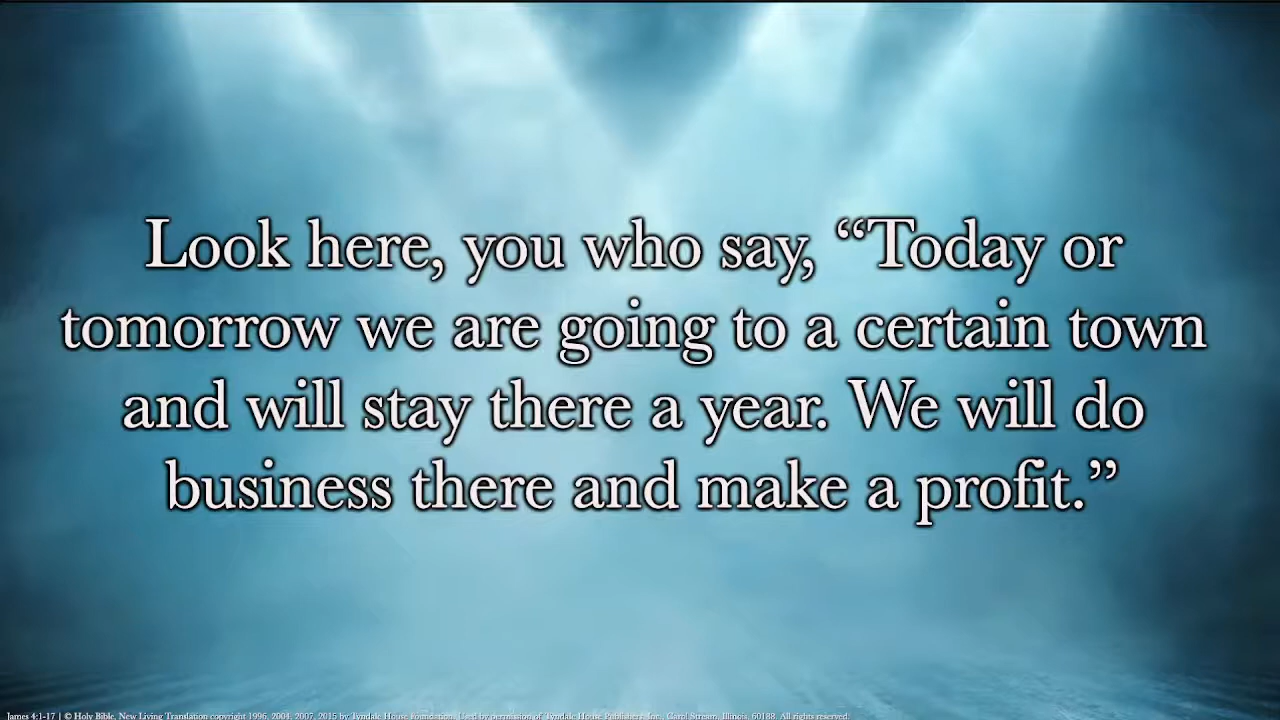 Look here, you who say, “Today or
tomorrow we are going to a certain town
and will stay there a year. We will do
business there and make a profit.”
James 4:1-17 | © Holy Bible, New Living Translation copyright 1996, 2004, 2007, 2015 by Tyndale House Foundation. Used by permission of Tyndale House Publishers, Inc., Carol Stream, Illinois, 60188. All rights reserved.